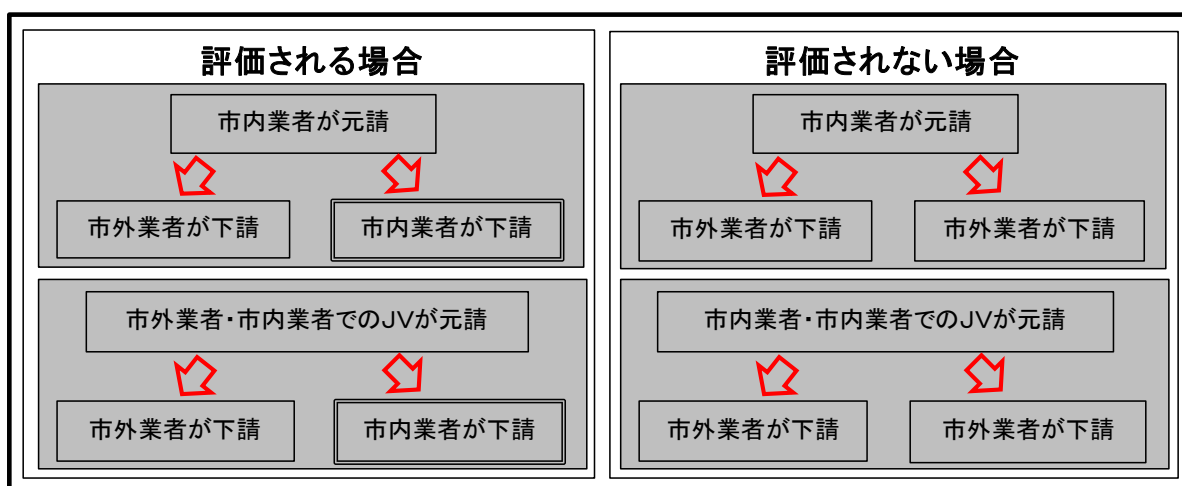 評価される場合
市内業者が元請
市外業者が下請
市内業者が下請
市外業者・市内業者でのJVが元請
市外業者が下請
市内業者が下請
評価されない場合
市内業者が元請
市外業者が下請
市外業者が下請
市内業者・市内業者でのJVが元請
市外業者が下請
市外業者が下請